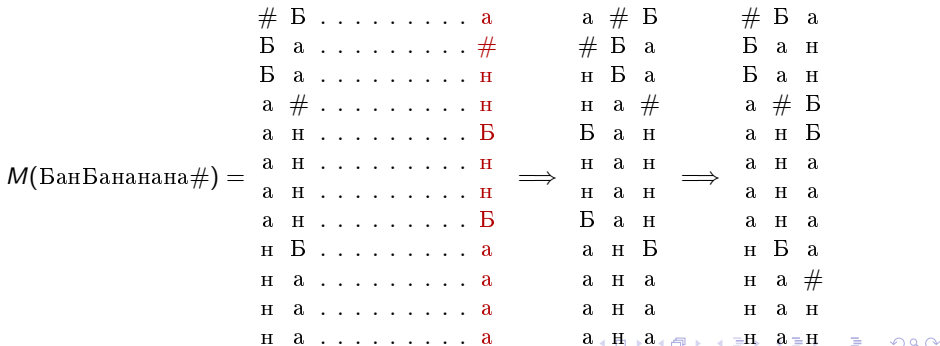 # Б . . . . . . . . . а а # Б # Б а
Б а . . . . . . . . . # # Б а Б а н
Б а . . . . . . . . . н н Б а Б а н
а # . . . . . . . . . н н а # а # Б
а н . . . . . . . . . Б Б а н а н Б
а н . . . . . . . . . н н а н а н а
M(БанБананана#) = а н . . . . . . . . . н ⟹ н а н ⟹ а н а
а н . . . . . . . . . Б Б а н а н а
н Б . . . . . . . . . а а н Б н Б а
н а . . . . . . . . . а а н а н а #
н а . . . . . . . . . а а н а н а н
н а . . . . . . . . . а а н а н а н